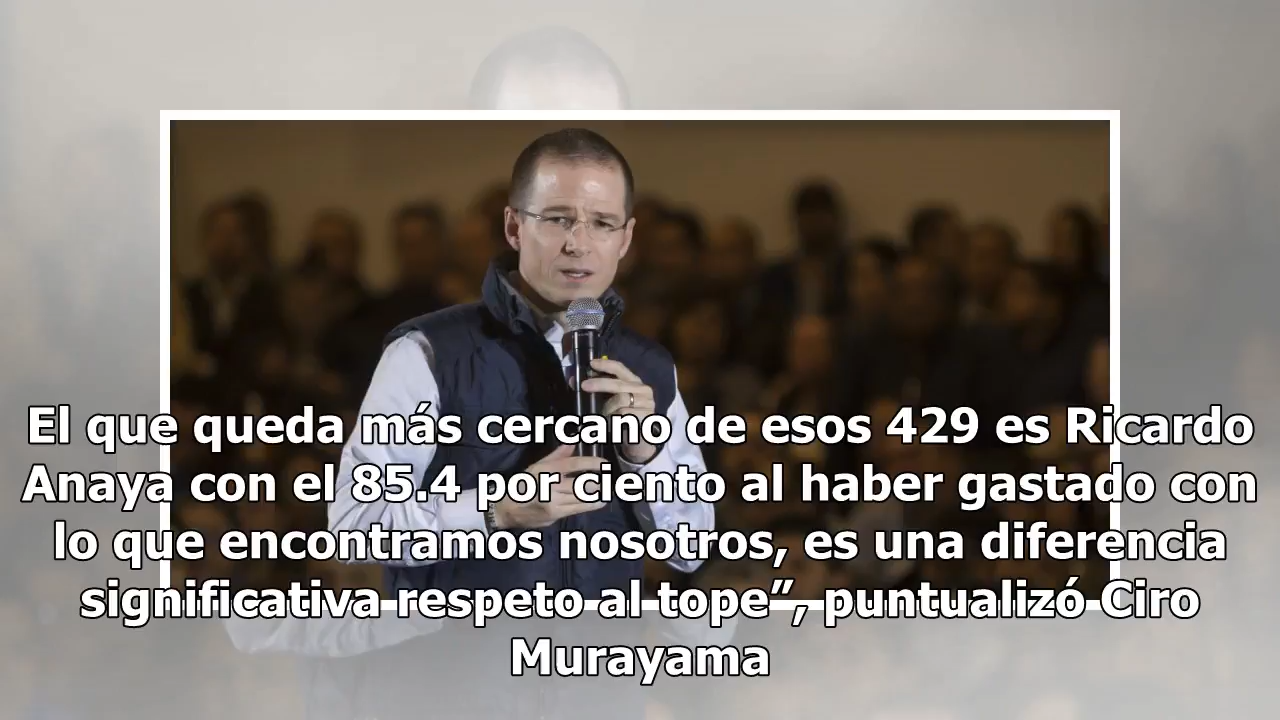 El que queda más cercano de esos 429 es Ricardo
Anaya con el 85.4 por ciento al haber gastado con
lo que encontramos nosotros, es una diferencia
significativa respeto al tope”, puntualizó Ciro
Murayama